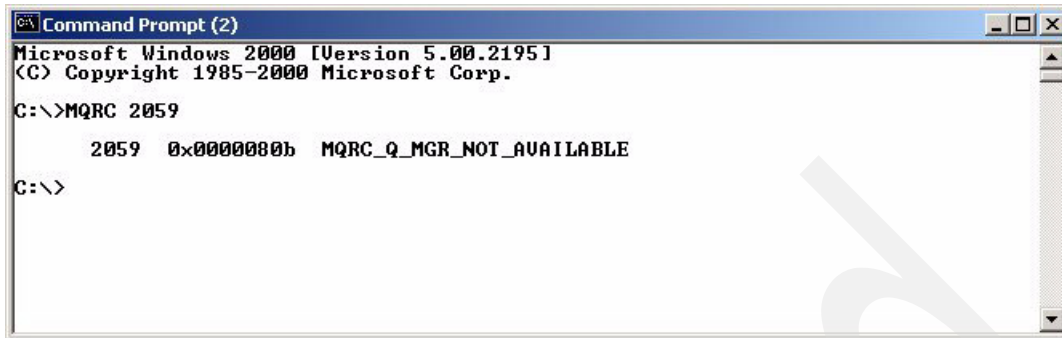 Command Prompt (2)
Microsoft Windows 2000 [Version 5.00.2195]
(C) Copyright 1985-2000 Microsoft Corp.
C:\>MQRC 2059
2059 0x0000080b MQRC_Q_MGR_NOT_AVAILABLE
C:\>